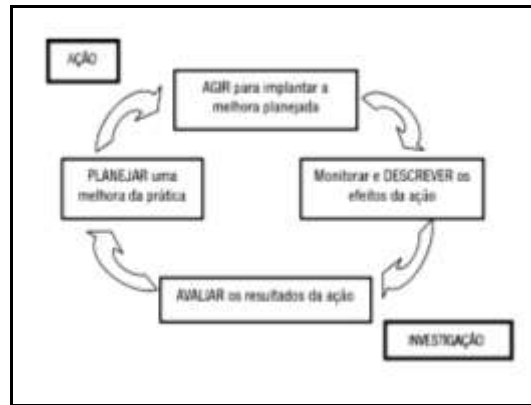 AÇÃO
AGIR para implantar a
melhora planejada
PLANEJAR uma
melhora da prática
Monitorar e DESCREVER os
efeitos da ação
AVALIAR os resultados da ação
INVESTIGAÇÃO